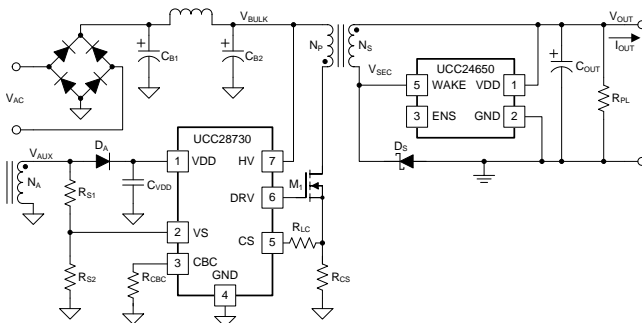 VBULK
NP
NS
VOUT
IOUT
CB1
CB2
VSEC
UCC24650
COUT
VAC
5 WAKE VDD 1
RPL
3 ENS GND 2
UCC28730
VAUX
DA
DS
NA
1 VDD HV 7
M1
CVDD
RS1
DRV 6
2 VS
CS 5
RLC
3 CBC
RS2
RCBC
GND
4
RCS